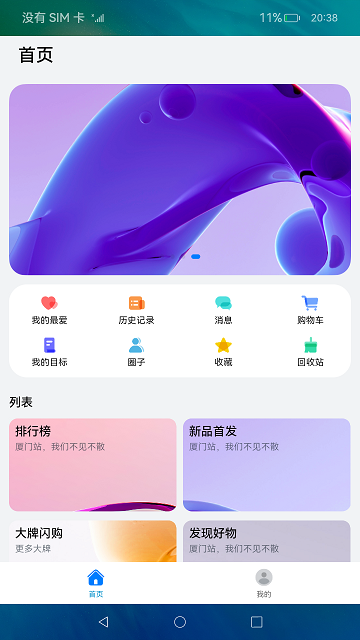 没有 SIM 卡 11% 20:38
首页
我的最爱 历史记录 消息 购物车
我的目标 圈子 收藏 回收站
列表
排行榜 新品首发
厦门站，我们不见不散 厦门站，我们不见不散
大牌闪购 发现好物
更多大牌 厦门站，我们不见不散
首页 我的